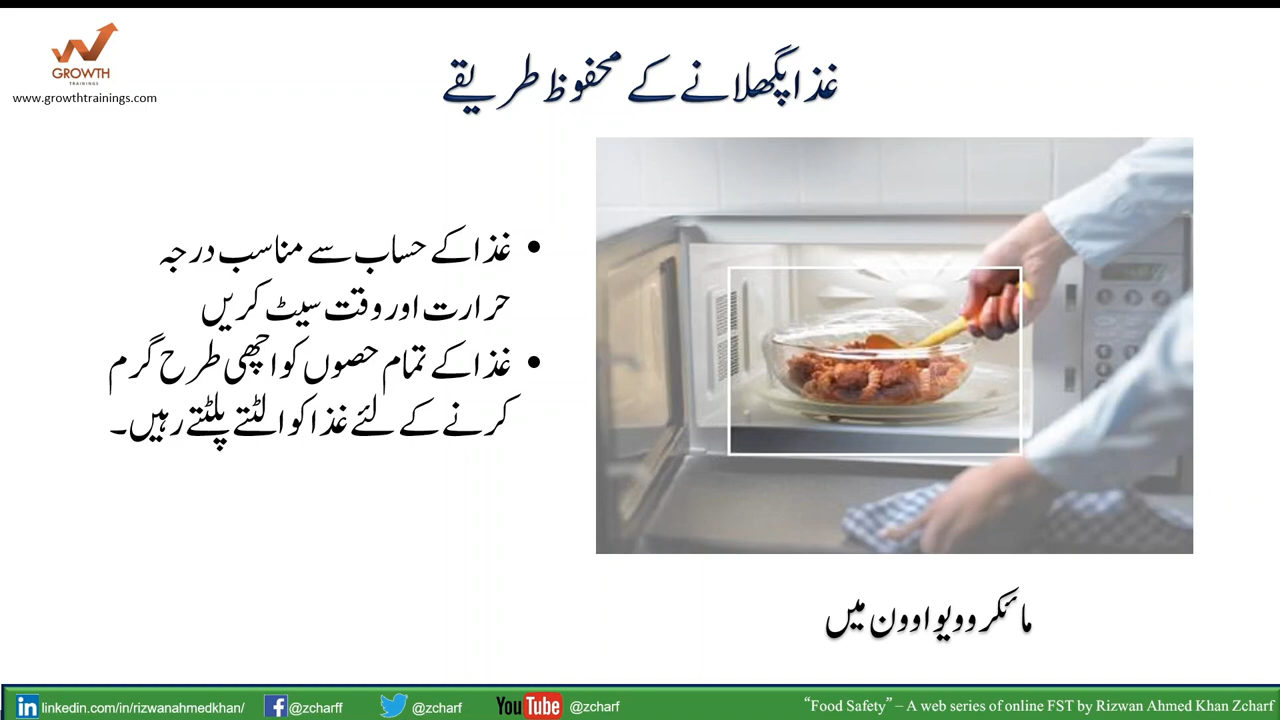 GROWTH
TRAININGS
www.growthtrainings.com
غذا پگھلانے کے محفوظ طریقے
• غذا کے حساب سے مناسب درجہ
حرارت اور وقت سیٹ کریں
• غذا کے تمام حصوں کو اچھی طرح گرم
کرنے کے لئے غذا کو الٹتے پلٹتے رہیں۔
مائکرو ویو اوون میں
linkedin.com/in/rizwanahmedkhan/
@zcharff
@zcharf
YouTube @zcharf
“Food Safety” – A web series of online FST by Rizwan Ahmed Khan Zcharf